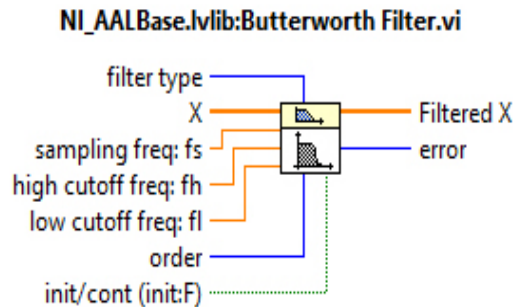 NI_AALBase.lvlib:Butterworth Filter.vi
filter type
X
Filtered X
sampling freq: fs
error
high cutoff freq: fh
low cutoff freq: fl
order
init/cont (init:F)